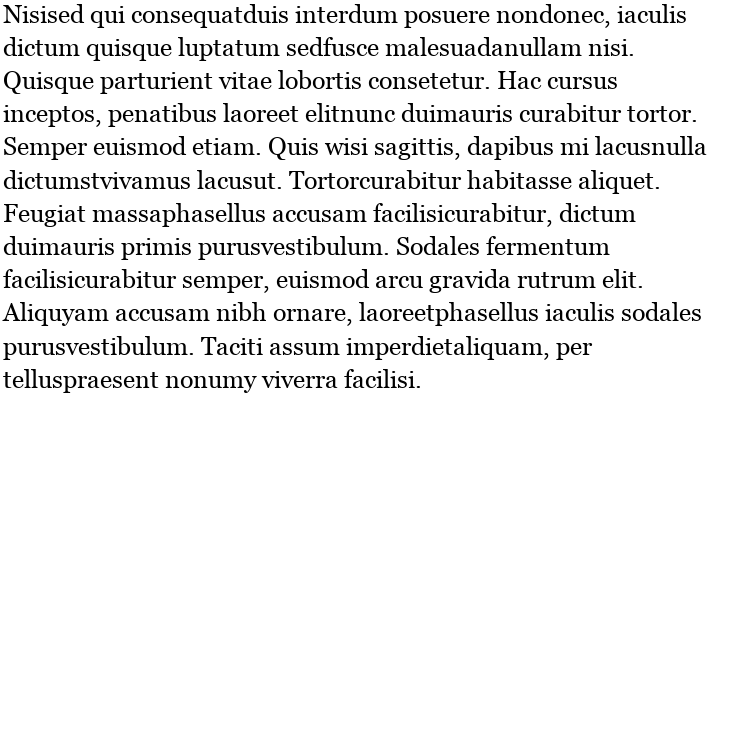 Nisised qui consequatduis interdum posuere nondonec, iaculis
dictum quisque luptatum sedfusce malesuadanullam nisi.
Quisque parturient vitae lobortis consetetur. Hac cursus
inceptos, penatibus laoreet elitnunc duimauris curabitur tortor.
Semper euismod etiam. Quis wisi sagittis, dapibus mi lacusnulla
dictumstvivamus lacusut. Tortorcurabitur habitasse aliquet.
Feugiat massaphasellus accusam facilisicurabitur, dictum
duimauris primis purusvestibulum. Sodales fermentum
facilisicurabitur semper, euismod arcu gravida rutrum elit.
Aliquyam accusam nibh ornare, laoreetphasellus iaculis sodales
purusvestibulum. Taciti assum imperdietaliquam, per
telluspraesent nonumy viverra facilisi.